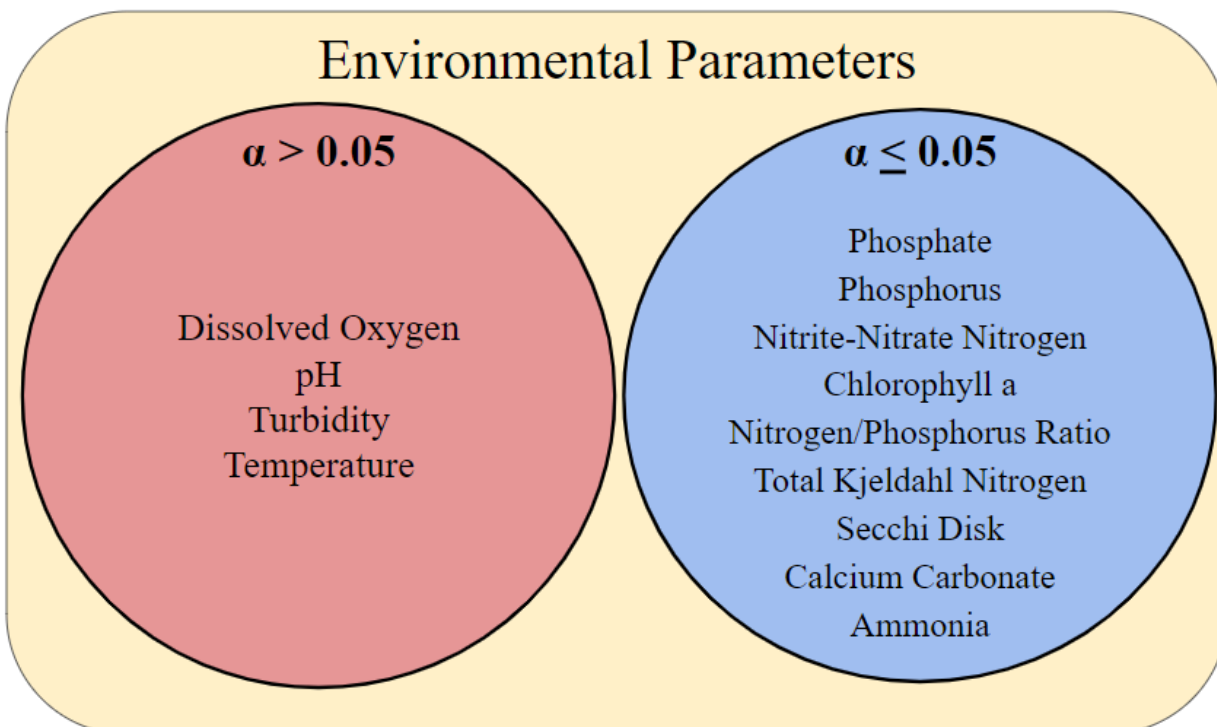 Environmental Parameters
α > 0.05
Dissolved Oxygen
pH
Turbidity
Temperature
α ≤ 0.05
Phosphate
Phosphorus
Nitrite-Nitrate Nitrogen
Chlorophyll a
Nitrogen/Phosphorus Ratio
Total Kjeldahl Nitrogen
Secchi Disk
Calcium Carbonate
Ammonia